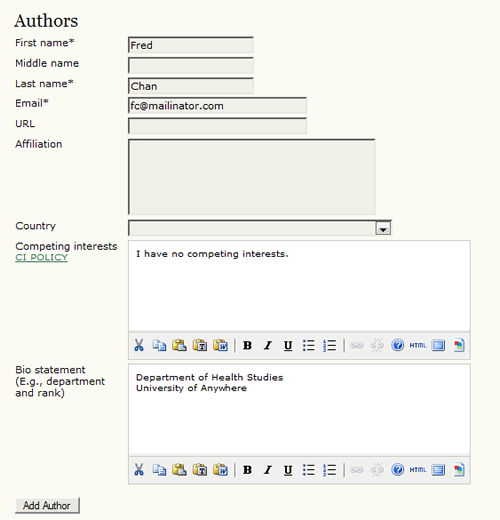 Authors
First name* Fred
Middle name
Last name* Chan
Email* fc@mailinator.com
URL
Affiliation
Country
Competing interests
CI POLICY
I have no competing interests.
B I U HTML
Bio statement
(E.g., department
and rank)
Department of Health Studies
University of Anywhere
B I U HTML
Add Author